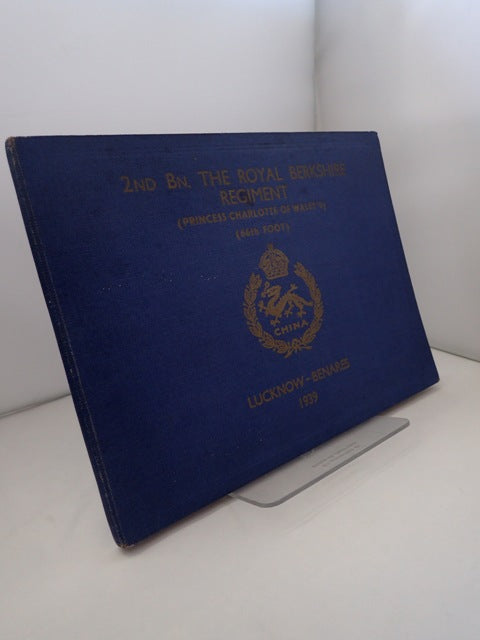 2ND BN. THE ROYAL BERKSHIRE
REGIMENT
(PRINCESS CHARLOTTE OF WALES'S)
(66th FOOT)
CHINA
LUCKNOW-BENARES
1939